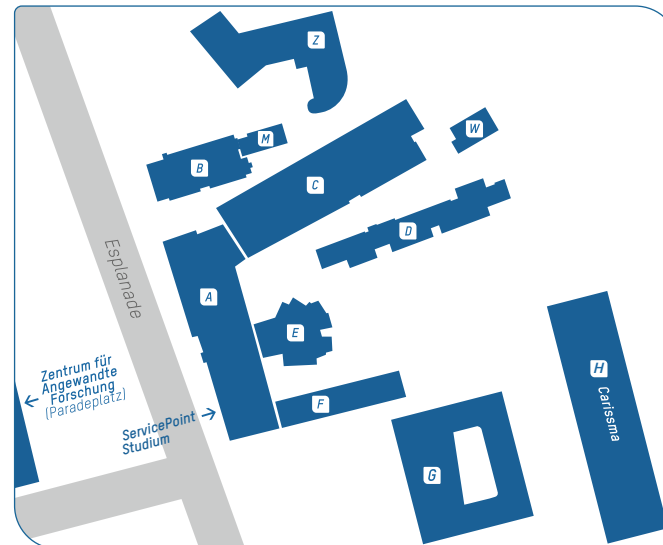 Z
W
M
B
C
D
Esplanade
A
E
Zentrum für
Angewandte
Forschung
(Paradeplatz)
H
Carissma
F
ServicePoint
Studium
G